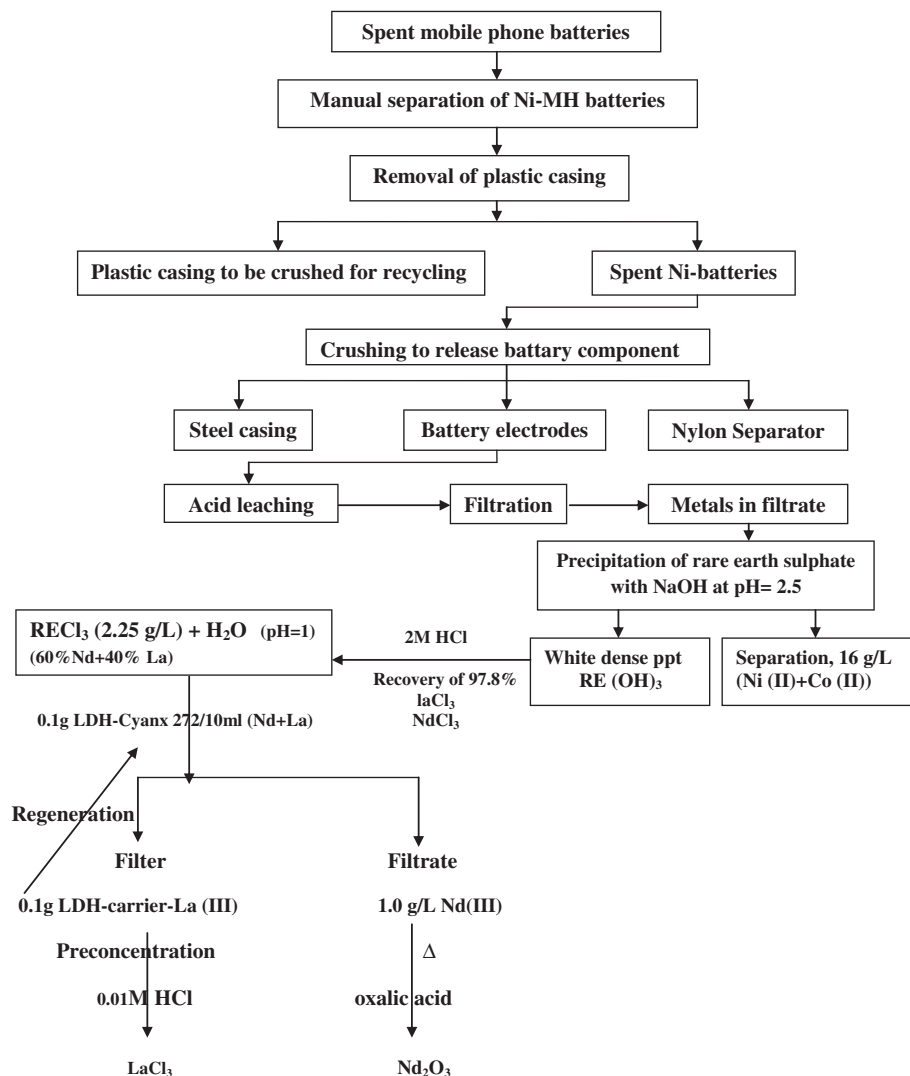 Spent mobile phone batteries
Manual separation of Ni-MH batteries
Removal of plastic casing
Plastic casing to be crushed for recycling
Spent Ni-batteries
Crushing to release battary component
Steel casing
Battery electrodes
Nylon Separator
Acid leaching
Filtration
Metals in filtrate
Precipitation of rare earth sulphate
with NaOH at pH= 2.5
RECl₃ (2.25 g/L) + H₂O (pH=1)
(60%Nd+40% La)
2M HCl
Recovery of 97.8%
laCl₃
NdCl₃
White dense ppt
RE (OH)₃
Separation, 16 g/L
(Ni (II)+Co (II))
0.1g LDH-Cyanx 272/10ml (Nd+La)
Regeneration
Filter
Filtrate
0.1g LDH-carrier-La (III)
1.0 g/L Nd(III)
Preconcentration
Δ
0.01M HCl
oxalic acid
LaCl₃
Nd₂O₃